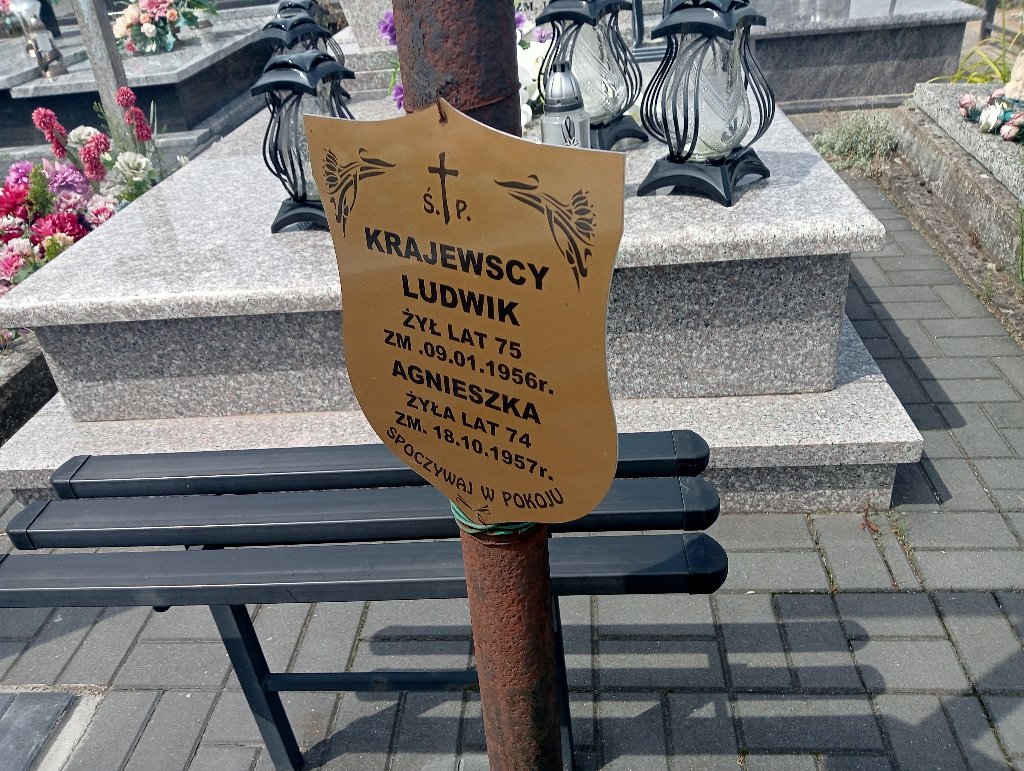 Ś.P.
KRAJEWSCY
LUDWIK
ŻYŁ LAT 75
ZM .09.01.1956r.
AGNIESZKA
ŻYŁA LAT 74
ZM. 18.10.1957r.
SPOCZYWAJ W POKOJU